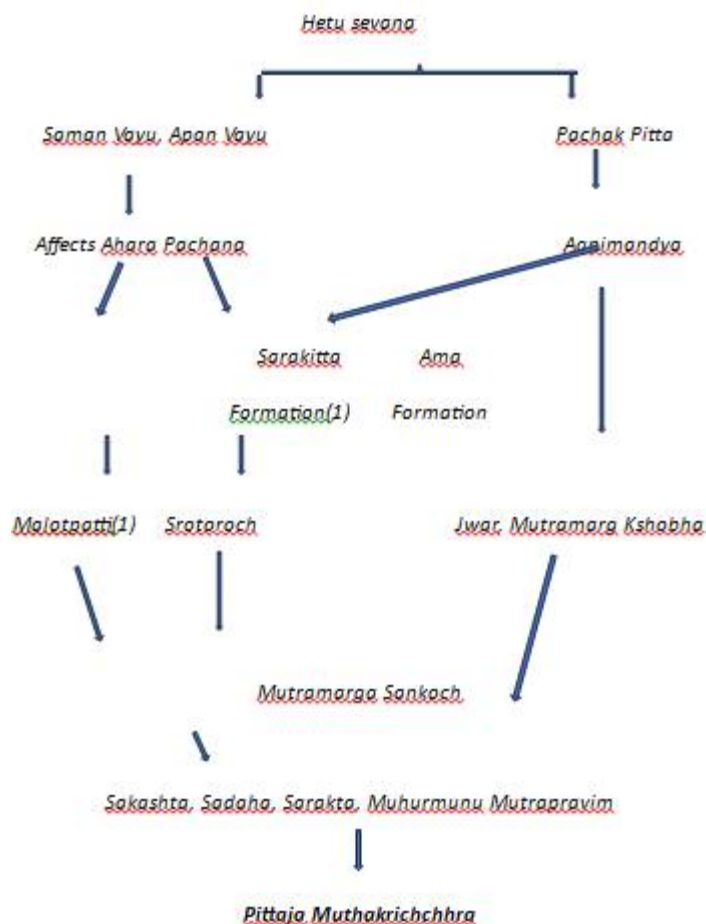 Hetu sevana
Saman Vayu, Apan Vayu Pachak Pitta
Affects Ahara Pachana Agnimandya
Sarakitta Ama
Formation(1) Formation
Malotpatti(1) Srotoroch Jwar, Mutramarg Kshobha
Mutramarga Sankoch
Sakashta, Sadaha, Sarakta, Muhurmunu Mutrapravim
Pittaja Muthakrichchhra